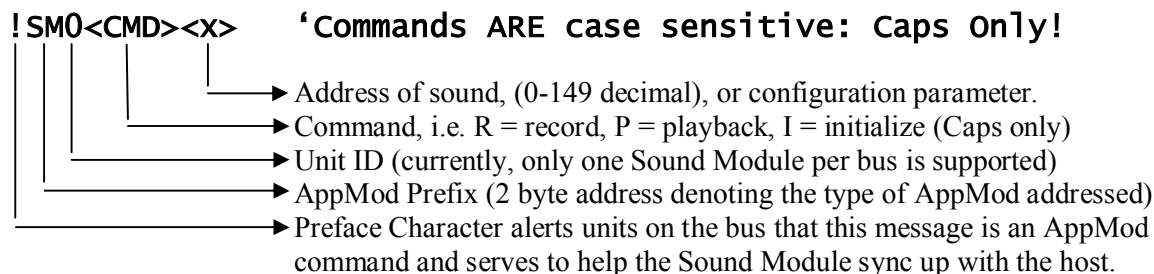 !SM0<CMD><x> ‘Commands ARE case sensitive: Caps Only!
Address of sound, (0-149 decimal), or configuration parameter.
Command, i.e. R = record, P = playback, I = initialize (Caps only)
Unit ID (currently, only one Sound Module per bus is supported)
AppMod Prefix (2 byte address denoting the type of AppMod addressed)
Preface Character alerts units on the bus that this message is an AppMod
command and serves to help the Sound Module sync up with the host.